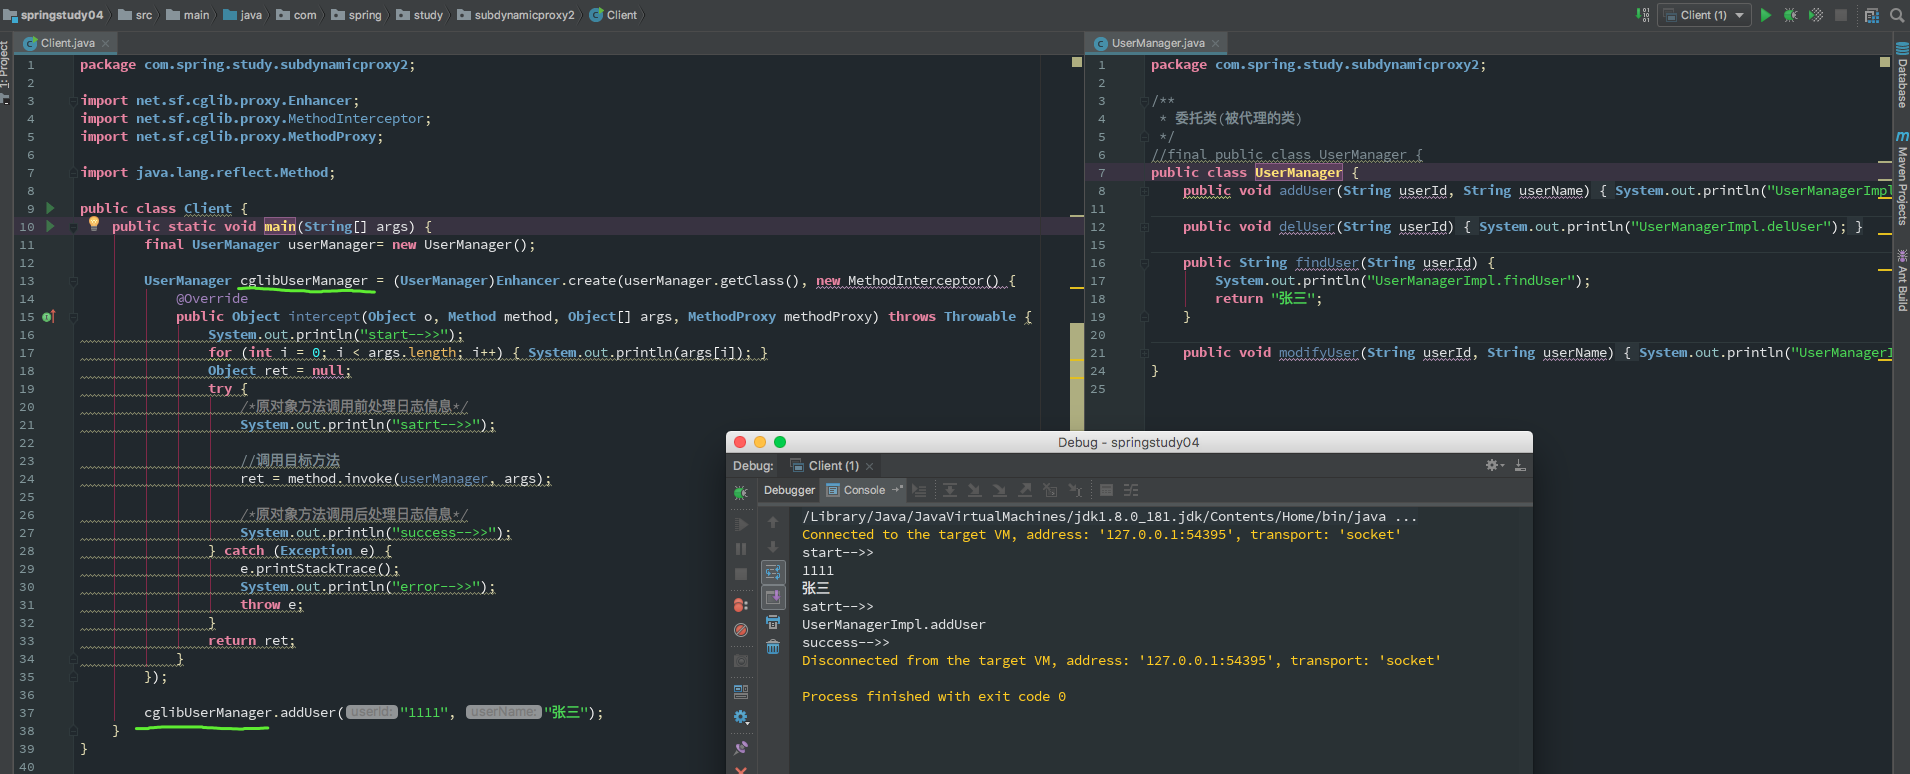 springstudy04 src main java com spring study subdynamicproxy2 Client
Client (1)
1: Project
Client.java
1 package com.spring.study.subdynamicproxy2;
2
3 import net.sf.cglib.proxy.Enhancer;
4 import net.sf.cglib.proxy.MethodInterceptor;
5 import net.sf.cglib.proxy.MethodProxy;
6
7 import java.lang.reflect.Method;
8
9 public class Client {
10 public static void main(String[] args) {
11 final UserManager userManager= new UserManager();
12
13 UserManager cglibUserManager = (UserManager)Enhancer.create(userManager.getClass(), new MethodInterceptor() {
14 @Override
15 public Object intercept(Object o, Method method, Object[] args, MethodProxy methodProxy) throws Throwable {
16 System.out.println("start-->>");
17 for (int i = 0; i < args.length; i++) { System.out.println(args[i]); }
18 Object ret = null;
19 try {
20 /*原对象方法调用前处理日志信息*/
21 System.out.println("satrt-->>");
22
23 //调用目标方法
24 ret = method.invoke(userManager, args);
25
26 /*原对象方法调用后处理日志信息*/
27 System.out.println("success-->>");
28 } catch (Exception e) {
29 e.printStackTrace();
30 System.out.println("error-->>");
31 throw e;
32 }
33 return ret;
34 }
35 });
36
37 cglibUserManager.addUser( userId: "1111", userName: "张三");
38 }
39 }
40
UserManager.java
1 package com.spring.study.subdynamicproxy2;
2
3 /**
4 * 委托类(被代理的类)
5 */
6 //final public class UserManager {
7 public class UserManager {
8 public void addUser(String userId, String userName) { System.out.println("UserManagerImpl
11
12 public void delUser(String userId) { System.out.println("UserManagerImpl.delUser"); }
15
16 public String findUser(String userId) {
17 System.out.println("UserManagerImpl.findUser");
18 return "张三";
19 }
20
21 public void modifyUser(String userId, String userName) { System.out.println("UserManagerI
24 }
25
Database
Maven Projects
Ant Build
Debug - springstudy04
Debug: Client (1)
Debugger Console
/Library/Java/JavaVirtualMachines/jdk1.8.0_181.jdk/Contents/Home/bin/java ...
Connected to the target VM, address: '127.0.0.1:54395', transport: 'socket'
start-->>
1111
张三
satrt-->>
UserManagerImpl.addUser
success-->>
Disconnected from the target VM, address: '127.0.0.1:54395', transport: 'socket'
Process finished with exit code 0